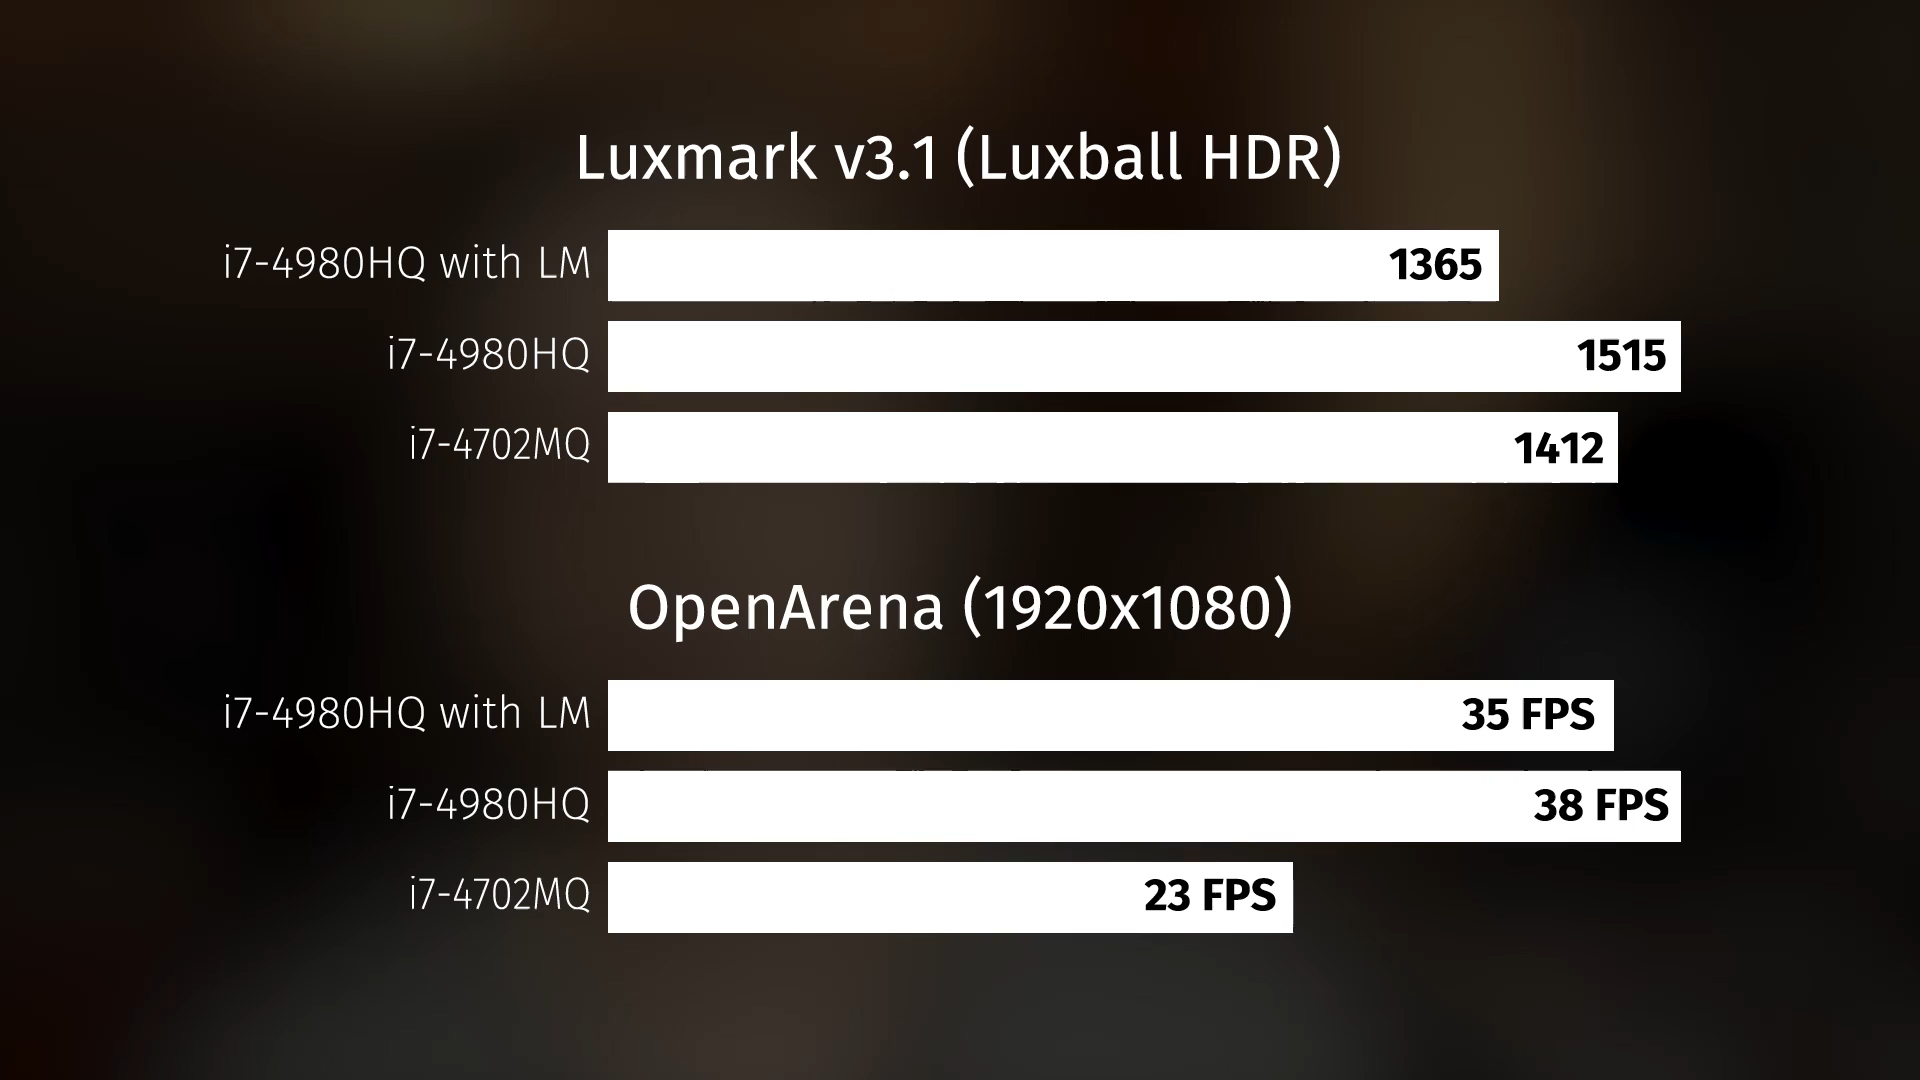 Luxmark v3.1 (Luxball HDR)
i7-4980HQ with LM 1365
i7-4980HQ 1515
i7-4702MQ 1412
OpenArena (1920x1080)
i7-4980HQ with LM 35 FPS
i7-4980HQ 38 FPS
i7-4702MQ 23 FPS